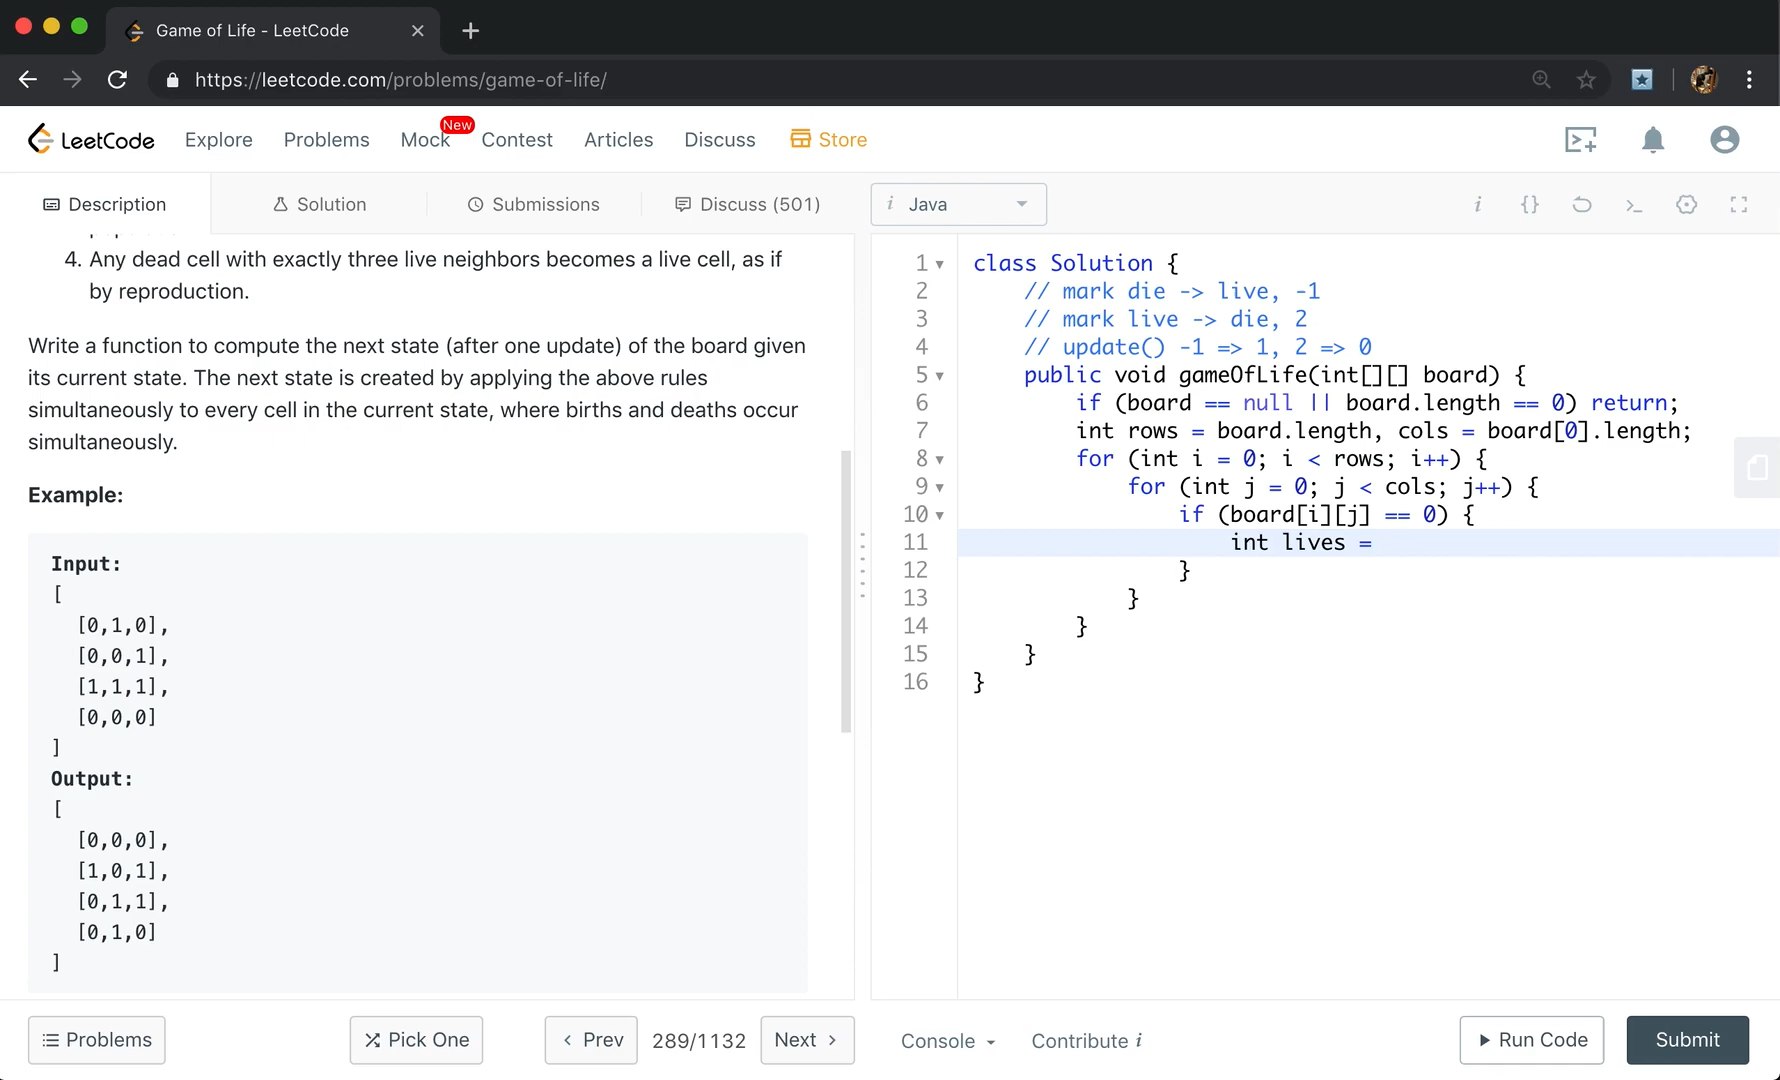 Game of Life - LeetCode
https://leetcode.com/problems/game-of-life/
LeetCode Explore Problems Mock New Contest Articles Discuss Store
Description Solution Submissions Discuss (501) i Java
4. Any dead cell with exactly three live neighbors becomes a live cell, as if
by reproduction.
Write a function to compute the next state (after one update) of the board given
its current state. The next state is created by applying the above rules
simultaneously to every cell in the current state, where births and deaths occur
simultaneously.
Example:
Input:
[
[0,1,0],
[0,0,1],
[1,1,1],
[0,0,0]
]
Output:
[
[0,0,0],
[1,0,1],
[0,1,1],
[0,1,0]
]
1 class Solution {
2 // mark die -> live, -1
3 // mark live -> die, 2
4 // update() -1 => 1, 2 => 0
5 public void gameOfLife(int[][] board) {
6 if (board == null || board.length == 0) return;
7 int rows = board.length, cols = board[0].length;
8 for (int i = 0; i < rows; i++) {
9 for (int j = 0; j < cols; j++) {
10 if (board[i][j] == 0) {
11 int lives =
12 }
13 }
14 }
15 }
16 }
Problems Pick One < Prev 289/1132 Next > Console Contribute i Run Code Submit